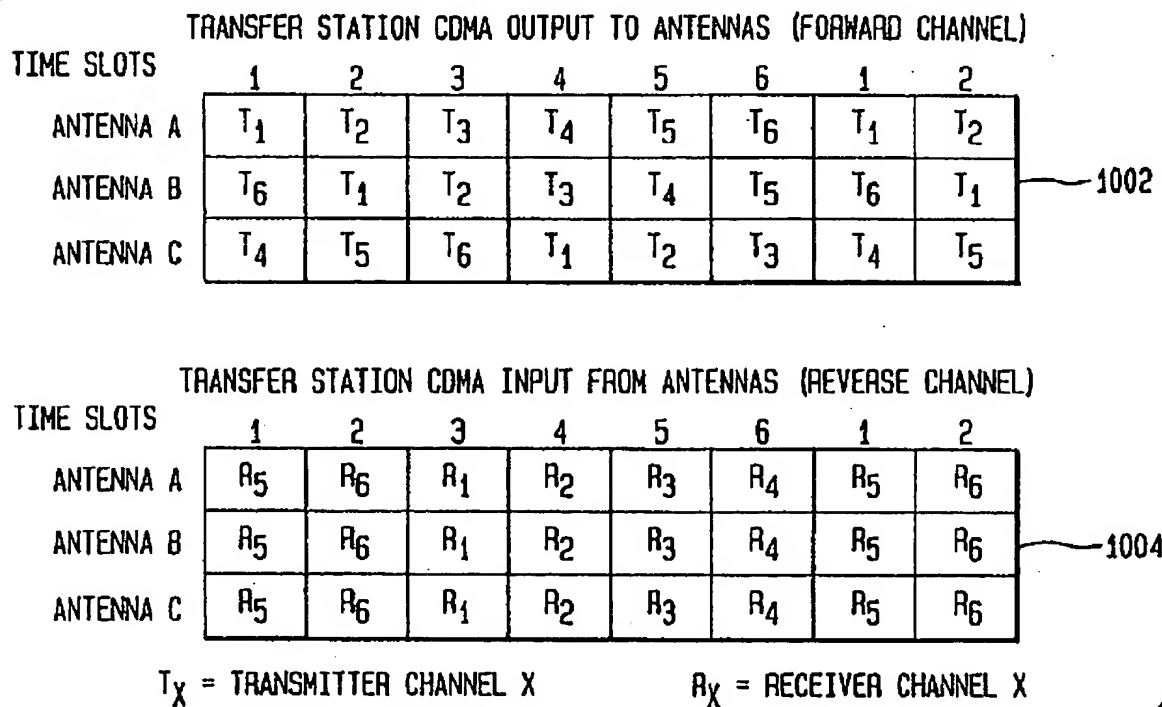 TRANSFER STATION CDMA OUTPUT TO ANTENNAS (FORWARD CHANNEL)
TIME SLOTS 1 2 3 4 5 6 1 2
ANTENNA A T1 T2 T3 T4 T5 T6 T1 T2
ANTENNA B T6 T1 T2 T3 T4 T5 T6 T1 1002
ANTENNA C T4 T5 T6 T1 T2 T3 T4 T5
TRANSFER STATION CDMA INPUT FROM ANTENNAS (REVERSE CHANNEL)
TIME SLOTS 1 2 3 4 5 6 1 2
ANTENNA A R5 R6 R1 R2 R3 R4 R5 R6
ANTENNA B R5 R6 R1 R2 R3 R4 R5 R6 1004
ANTENNA C R5 R6 R1 R2 R3 R4 R5 R6
TX = TRANSMITTER CHANNEL X RX = RECEIVER CHANNEL X